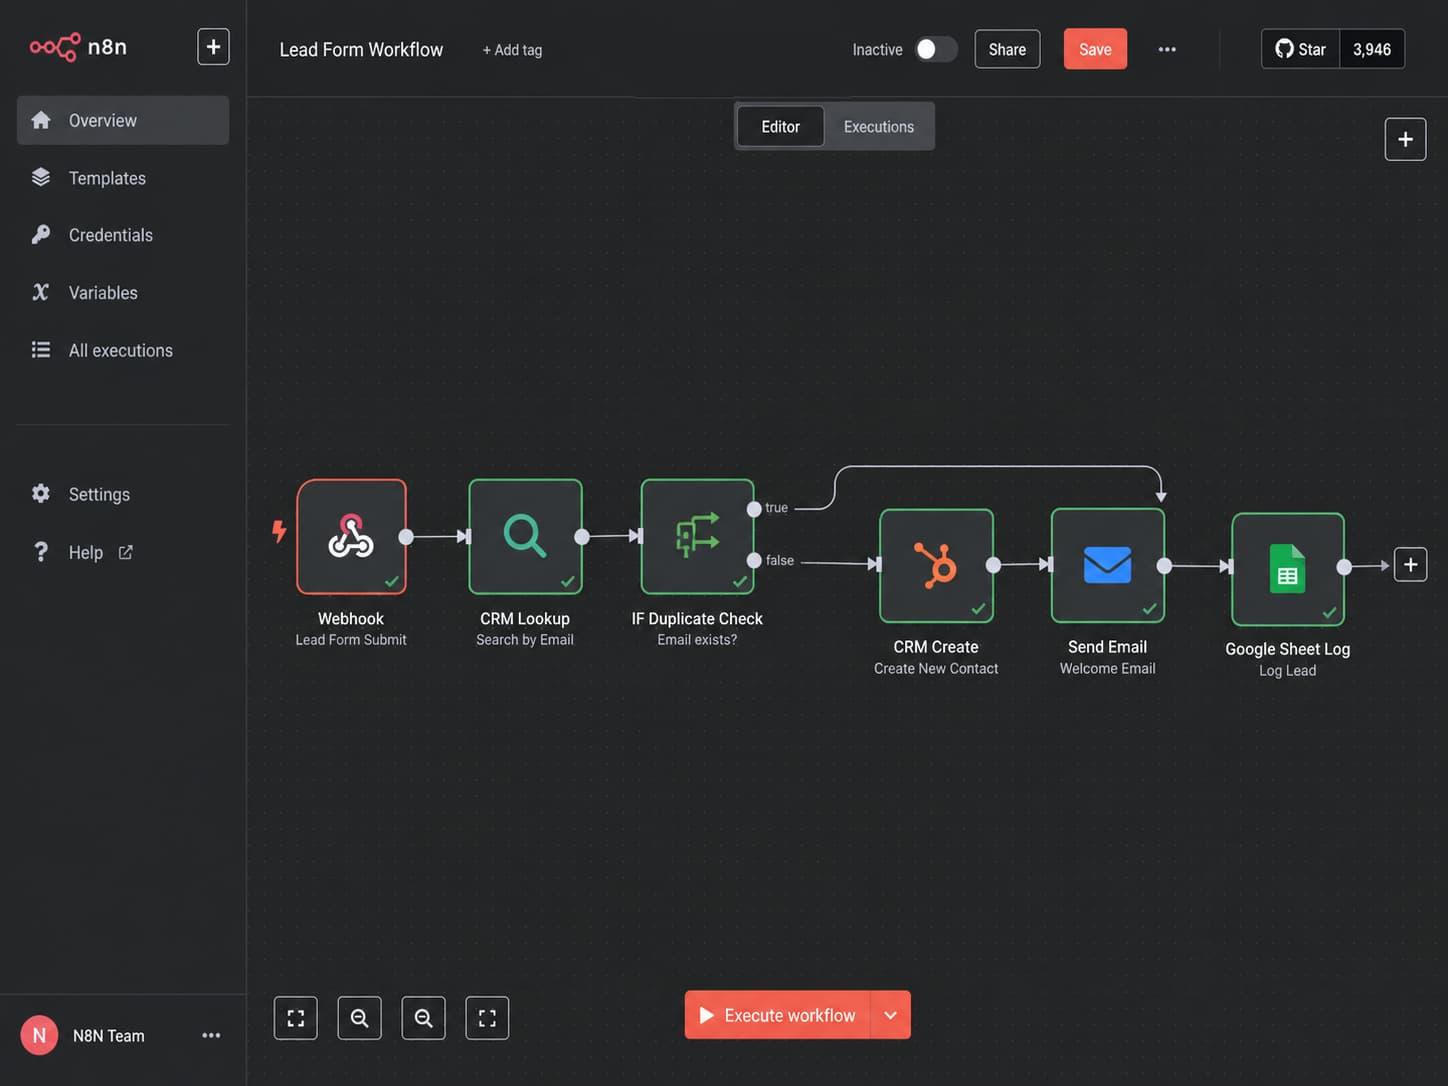 n8n
+
Lead Form Workflow
+ Add tag
Inactive
Share
Save
Star
3,946
Overview
Templates
Credentials
Variables
All executions
Settings
Help
Editor
Executions
+
true
false
Webhook
Lead Form Submit
CRM Lookup
Search by Email
IF Duplicate Check
Email exists?
CRM Create
Create New Contact
Send Email
Welcome Email
Google Sheet Log
Log Lead
+
Execute workflow
N
N8N Team